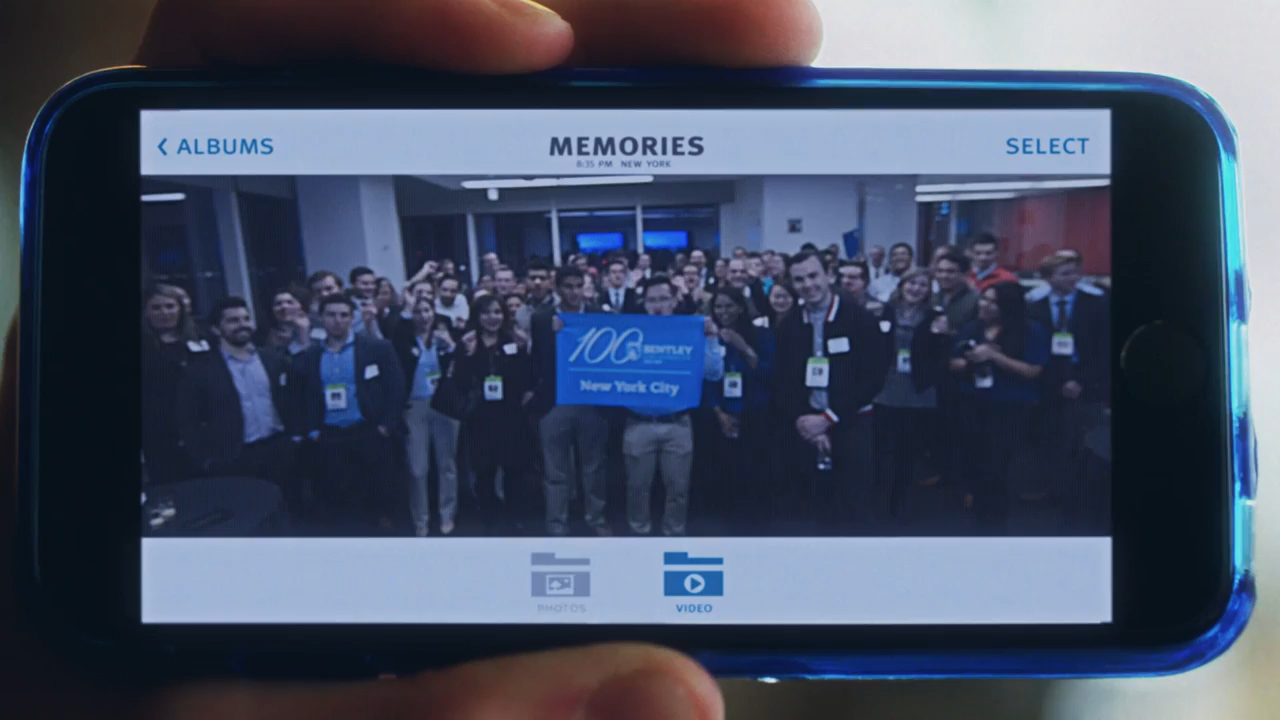 < ALBUMS
MEMORIES
SELECT
8:35 PM NEW YORK
100 BENTLEY
New York City
PHOTOS
VIDEO